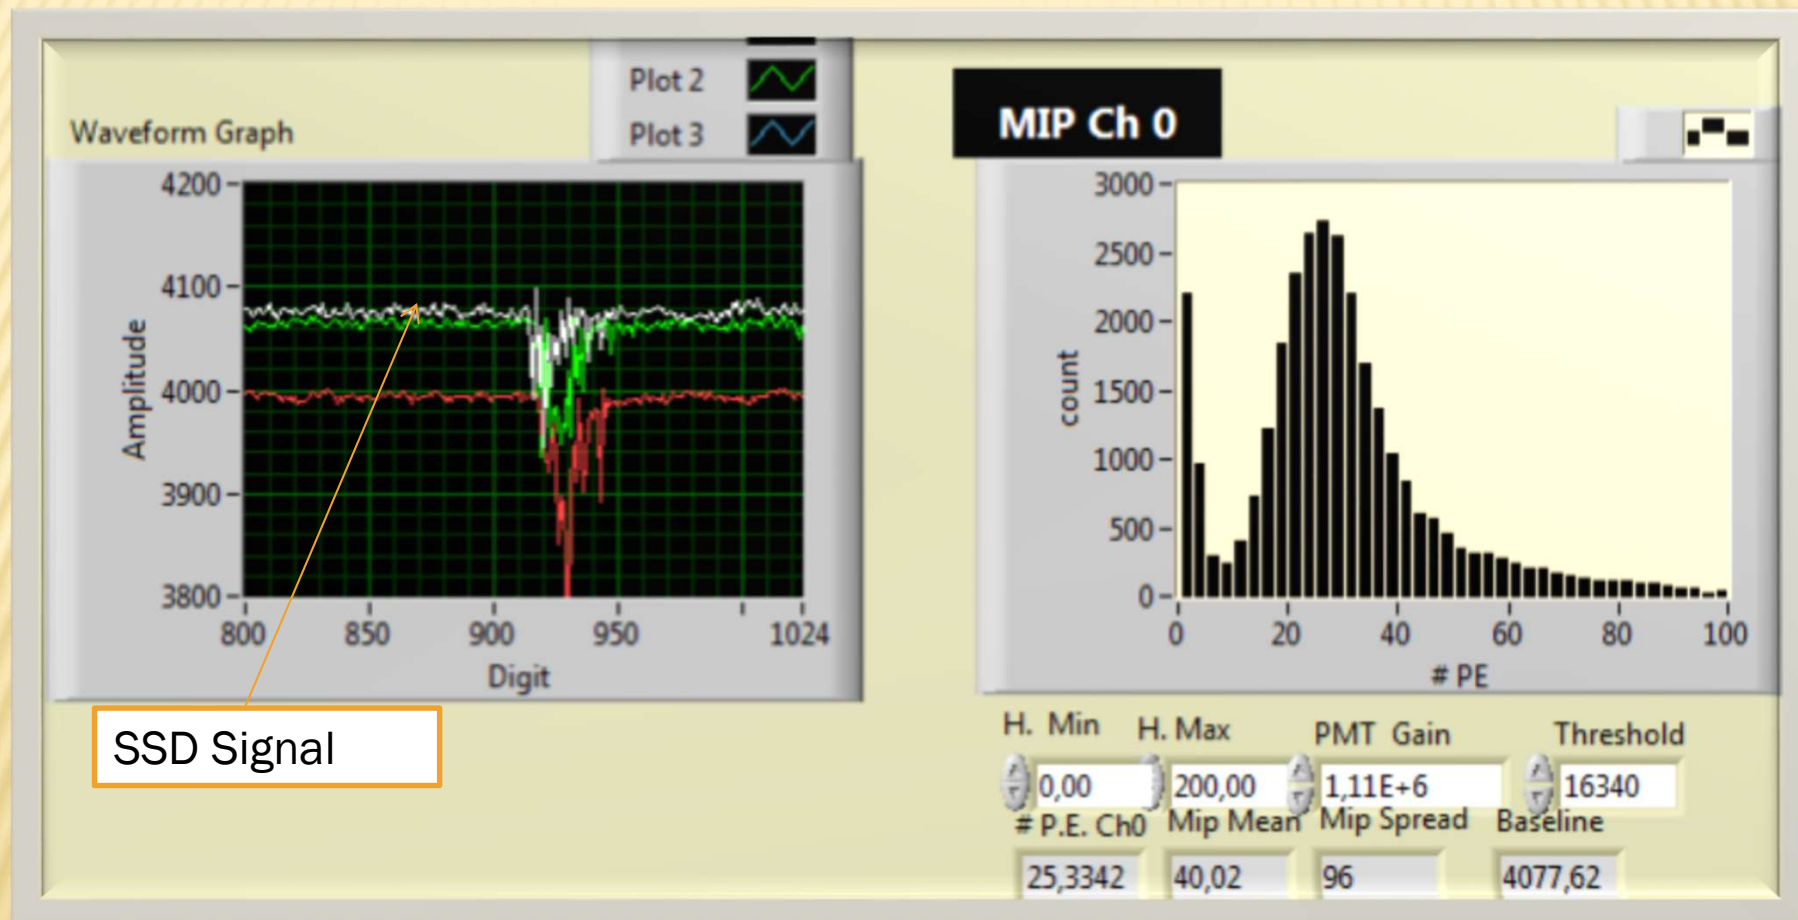 Plot 2
Plot 3
Waveform Graph
4200
4100
4000
3900
3800
Amplitude
800 850 900 950 1024
Digit
SSD Signal
MIP Ch 0
3000
2500
2000
1500
1000
500
0
count
0 20 40 60 80 100
# PE
H. Min H. Max PMT Gain Threshold
0,00 200,00 1,11E+6 16340
# P.E. Ch0 Mip Mean Mip Spread Baseline
25,3342 40,02 96 4077,62